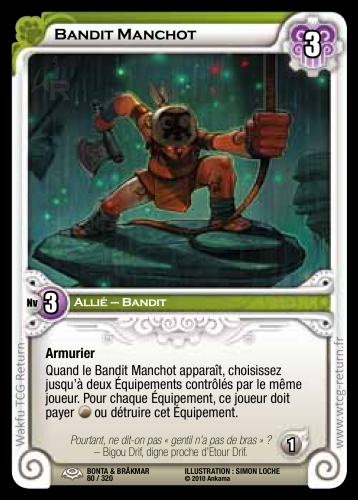 BANDIT MANCHOT
3
Nv 3 ALLIÉ – BANDIT
Armurier
Quand le Bandit Manchot apparaît, choisissez
jusqu'à deux Équipements contrôlés par le même
joueur. Pour chaque Équipement, ce joueur doit
payer ou détruire cet Équipement.
Pourtant, ne dit-on pas « gentil n'a pas de bras » ?
– Bigou Drif, digne proche d'Etour Drif.
1
BONTA & BRÂKMAR
80 / 320
ILLUSTRATION : SIMON LOCHE
© 2010 Ankama
Wakfu TCG Return
www.wtcg-return.fr